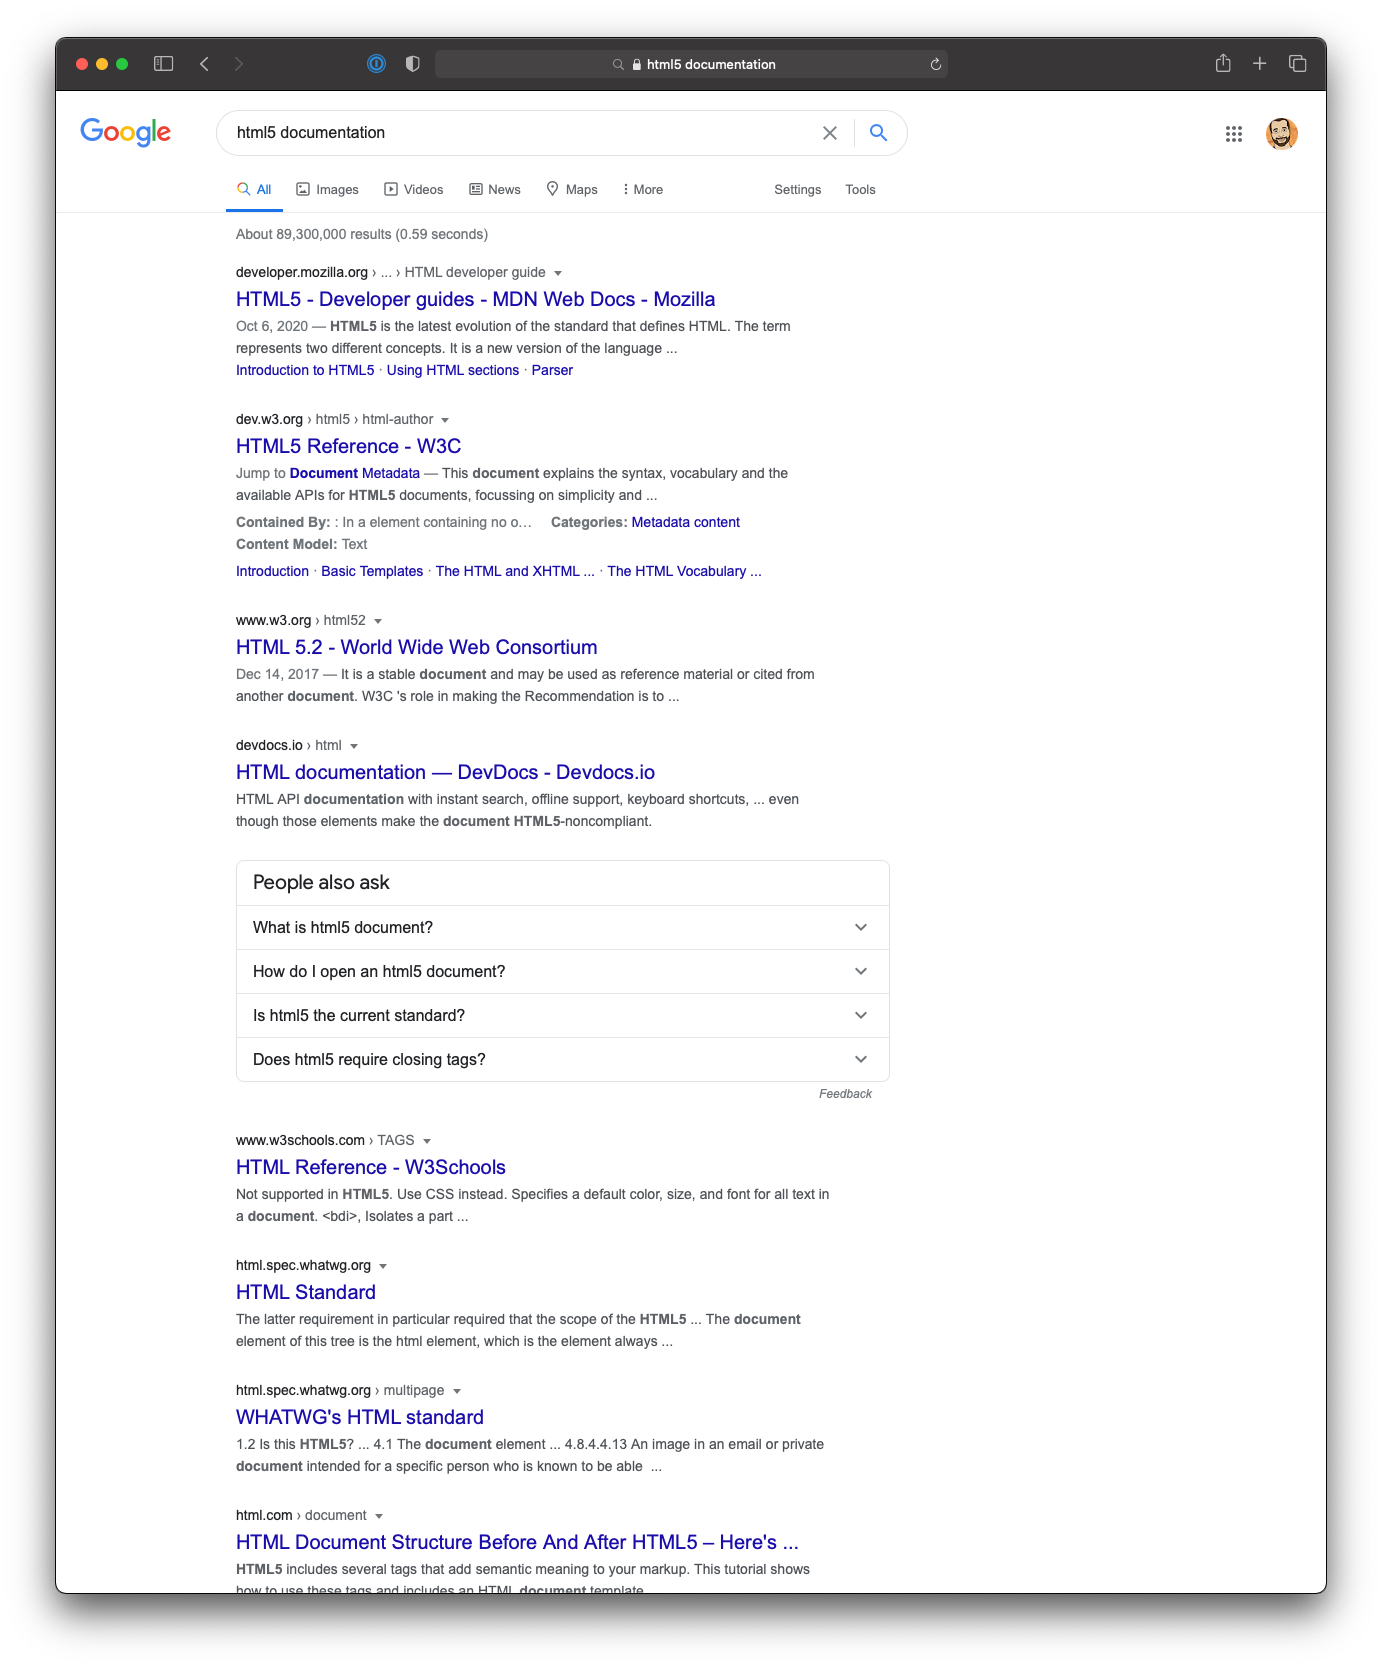 html5 documentation
Google
html5 documentation
All Images Videos News Maps More Settings Tools
About 89,300,000 results (0.59 seconds)
developer.mozilla.org › ... › HTML developer guide
HTML5 - Developer guides - MDN Web Docs - Mozilla
Oct 6, 2020 — HTML5 is the latest evolution of the standard that defines HTML. The term
represents two different concepts. It is a new version of the language ...
Introduction to HTML5 · Using HTML sections · Parser
dev.w3.org › html5 › html-author
HTML5 Reference - W3C
Jump to Document Metadata — This document explains the syntax, vocabulary and the
available APIs for HTML5 documents, focussing on simplicity and ...
Contained By: : In a element containing no o... Categories: Metadata content
Content Model: Text
Introduction · Basic Templates · The HTML and XHTML ... · The HTML Vocabulary ...
www.w3.org › html52
HTML 5.2 - World Wide Web Consortium
Dec 14, 2017 — It is a stable document and may be used as reference material or cited from
another document. W3C 's role in making the Recommendation is to ...
devdocs.io › html
HTML documentation — DevDocs - Devdocs.io
HTML API documentation with instant search, offline support, keyboard shortcuts, ... even
though those elements make the document HTML5-noncompliant.
People also ask
What is html5 document?
How do I open an html5 document?
Is html5 the current standard?
Does html5 require closing tags?
Feedback
www.w3schools.com › TAGS
HTML Reference - W3Schools
Not supported in HTML5. Use CSS instead. Specifies a default color, size, and font for all text in
a document. <bdi>, Isolates a part ...
html.spec.whatwg.org
HTML Standard
The latter requirement in particular required that the scope of the HTML5 ... The document
element of this tree is the html element, which is the element always ...
html.spec.whatwg.org › multipage
WHATWG's HTML standard
1.2 Is this HTML5? ... 4.1 The document element ... 4.8.4.4.13 An image in an email or private
document intended for a specific person who is known to be able ...
html.com › document
HTML Document Structure Before And After HTML5 – Here's ...
HTML5 includes several tags that add semantic meaning to your markup. This tutorial shows
how to use these tags and includes an HTML document template